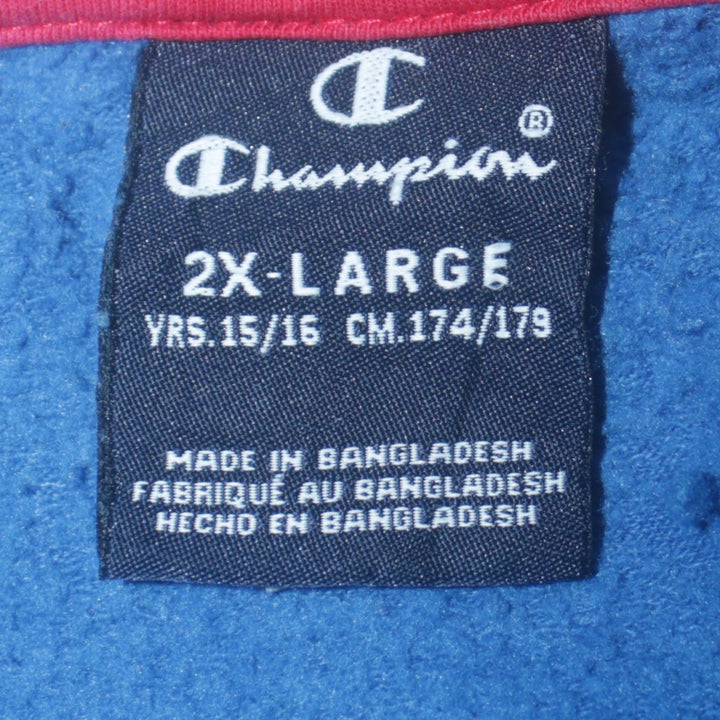 Champion®
2X-LARGE
YRS.15/16 CM.174/179
MADE IN BANGLADESH
FABRIQUÉ AU BANGLADESH
HECHO EN BANGLADESH